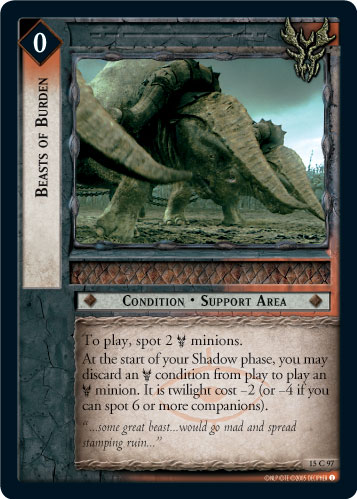 0
Beasts of Burden
Condition • Support Area
To play, spot 2 minions.
At the start of your Shadow phase, you may
discard an condition from play to play an
minion. It is twilight cost –2 (or –4 if you
can spot 6 or more companions).
“...some great beast...would go mad and spread
stamping ruin...”
15 C 97